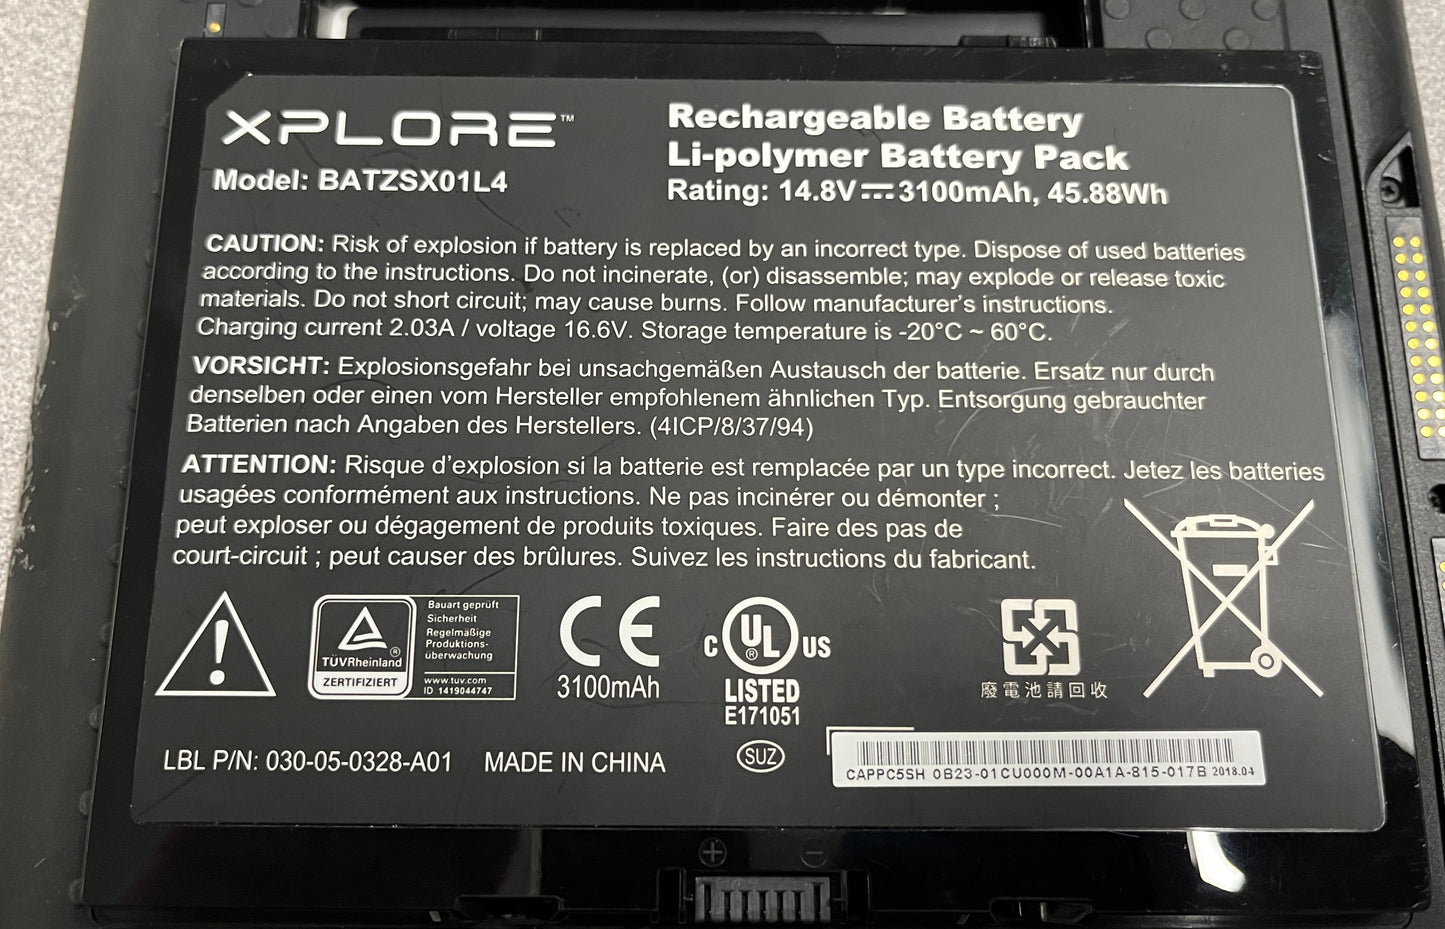 XPLORE™
Model: BATZSX01L4
Rechargeable Battery
Li-polymer Battery Pack
Rating: 14.8V⎓3100mAh, 45.88Wh
CAUTION: Risk of explosion if battery is replaced by an incorrect type. Dispose of used batteries
according to the instructions. Do not incinerate, (or) disassemble; may explode or release toxic
materials. Do not short circuit; may cause burns. Follow manufacturer's instructions.
Charging current 2.03A / voltage 16.6V. Storage temperature is -20°C ~ 60°C.
VORSICHT: Explosionsgefahr bei unsachgemäßen Austausch der batterie. Ersatz nur durch
denselben oder einen vom Hersteller empfohlenem ähnlichen Typ. Entsorgung gebrauchter
Batterien nach Angaben des Herstellers. (4ICP/8/37/94)
ATTENTION: Risque d'explosion si la batterie est remplacée par un type incorrect. Jetez les batteries
usagées conformément aux instructions. Ne pas incinérer ou démonter ;
peut exploser ou dégagement de produits toxiques. Faire des pas de
court-circuit ; peut causer des brûlures. Suivez les instructions du fabricant.
TÜVRheinland®
ZERTIFIZIERT
Bauart geprüft
Sicherheit
Regelmäßige
Produktions-
überwachung
www.tuv.com
ID 1419044747
CE
3100mAh
C UL® US
LISTED
E171051
SUZ
廢電池請回收
LBL P/N: 030-05-0328-A01 MADE IN CHINA
CAPPC5SH 0B23-01CU000M-00A1A-815-017B 2018.04
+ −